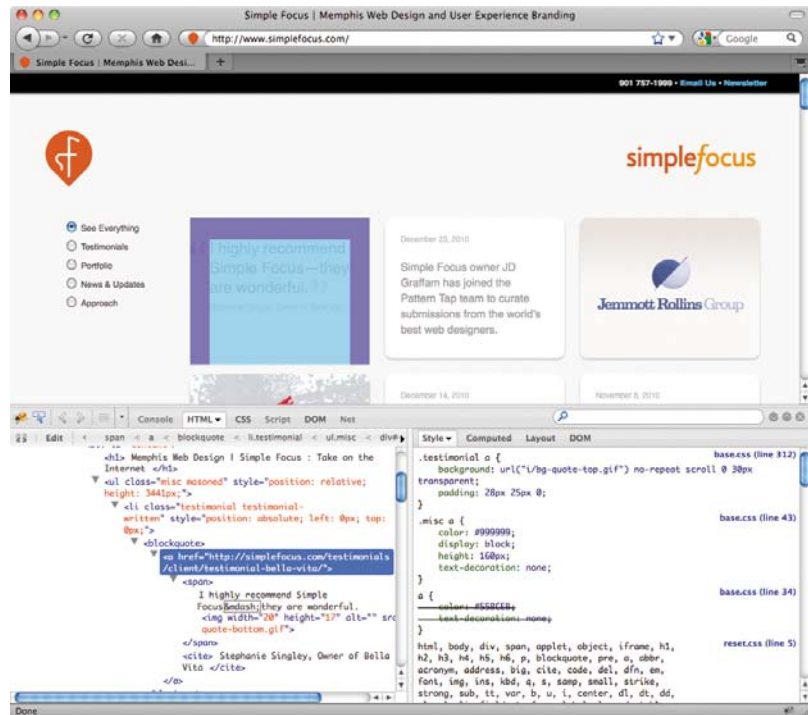 Simple Focus | Memphis Web Design and User Experience Branding
http://www.simplefocus.com/
Google
Simple Focus | Memphis Web Desi...
+
901 757-1999 • Email Us • Newsletter
simplefocus
See Everything
Testimonials
Portfolio
News & Updates
Approach
I highly recommend
Simple Focus—they
are wonderful.
December 23, 2010
Simple Focus owner JD
Graffam has joined the
Pattern Tap team to curate
submissions from the world's
best web designers.
Jemmott Rollins Group
December 14, 2010
November 8, 2010
Console HTML CSS Script DOM Net
Edit span < a < blockquote < li.testimonial < ul.misc < div#
<h1> Memphis Web Design | Simple Focus : Take on the
Internet </h1>
<ul class="misc masoned" style="position: relative;
height: 3441px;">
<li class="testimonial testimonial-
written" style="position: absolute; left: 0px; top:
0px;">
<blockquote>
<a href="http://simplefocus.com/testimonials
/client/testimonial-bella-vita/">
<span>
I highly recommend Simple
Focus&mdash;they are wonderful.
<img width="20" height="17" alt="" src
quote-bottom.gif">
</span>
<cite> Stephanie Singley, Owner of Bella
Vita </cite>
</a>
Style Computed Layout DOM
.testimonial a { base.css (line 312)
background: url("i/bg-quote-top.gif") no-repeat scroll 0 30px
transparent;
padding: 28px 25px 0;
}
.misc a { base.css (line 43)
color: #999999;
display: block;
height: 160px;
text-decoration: none;
}
a { base.css (line 34)
color: #55BCEB;
text-decoration: none;
}
html, body, div, span, applet, object, iframe, h1, reset.css (line 5)
h2, h3, h4, h5, h6, p, blockquote, pre, a, abbr,
acronym, address, big, cite, code, del, dfn, em,
font, img, ins, kbd, q, s, samp, small, strike,
strong, sub, tt, var, b, u, i, center, dl, dt, dd,
Done